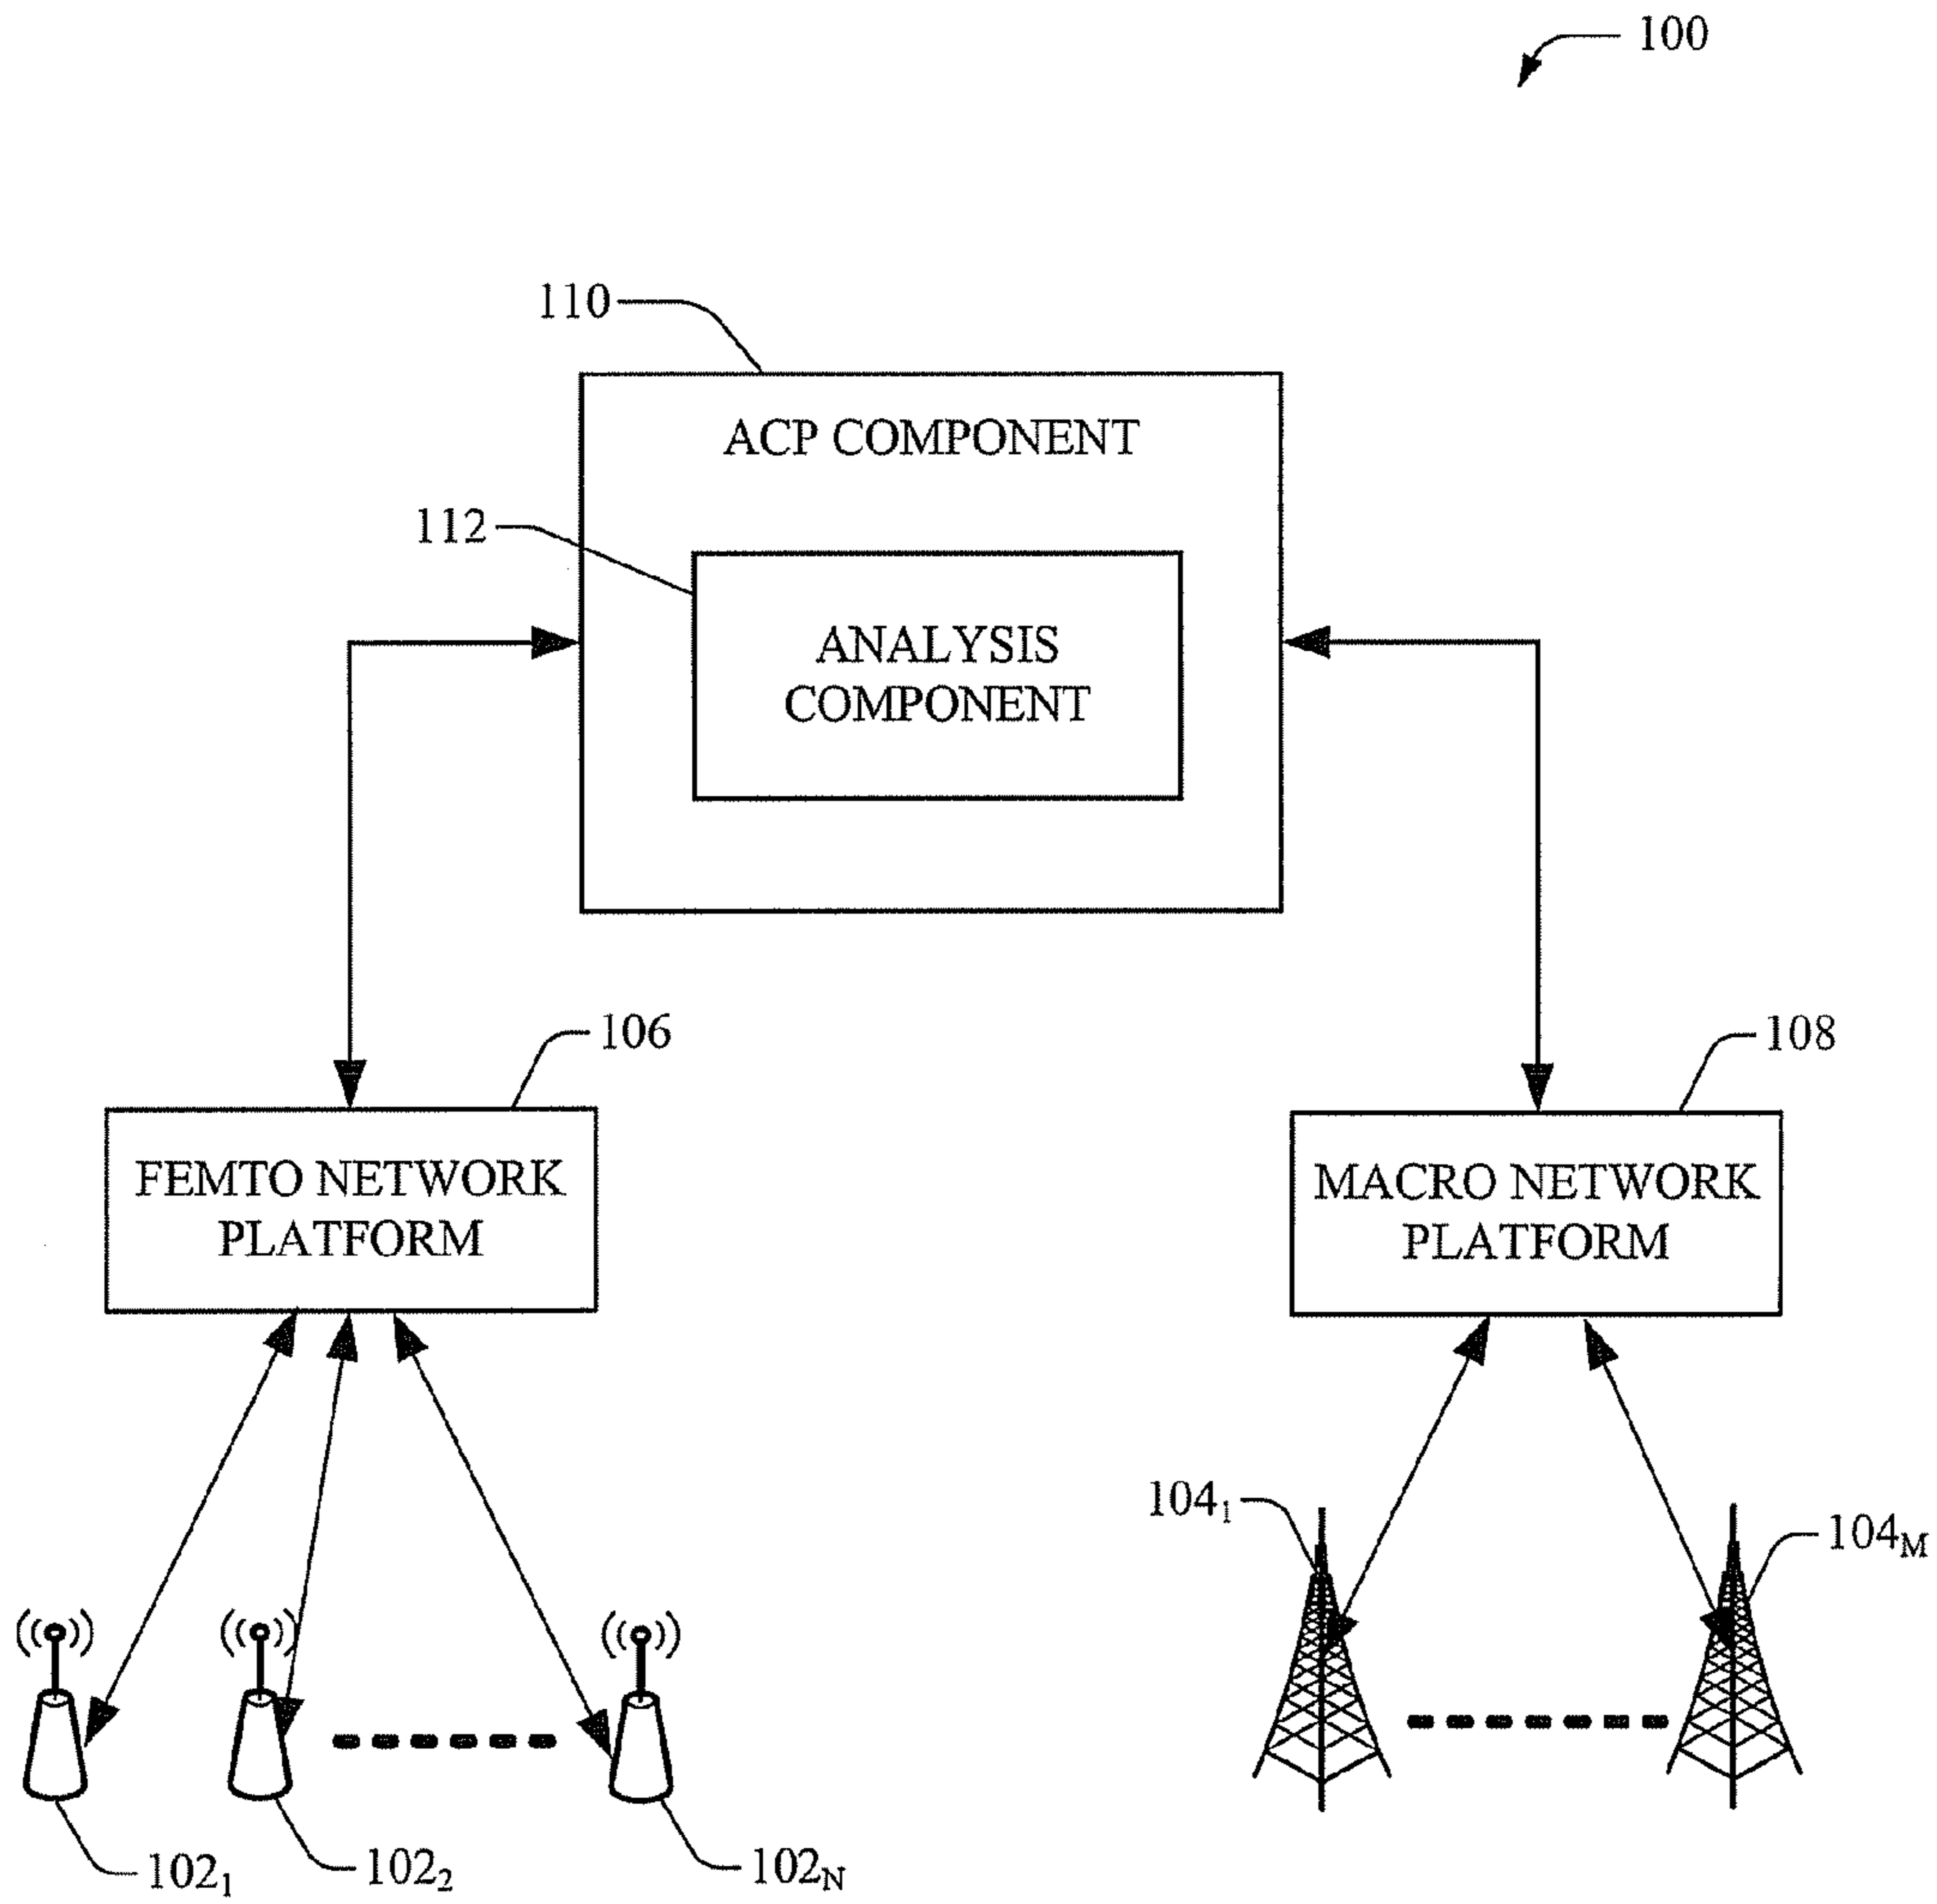 100
110
ACP COMPONENT
112
ANALYSIS
COMPONENT
106
108
FEMTO NETWORK
PLATFORM
MACRO NETWORK
PLATFORM
104₁
104M
102₁
102₂
102N